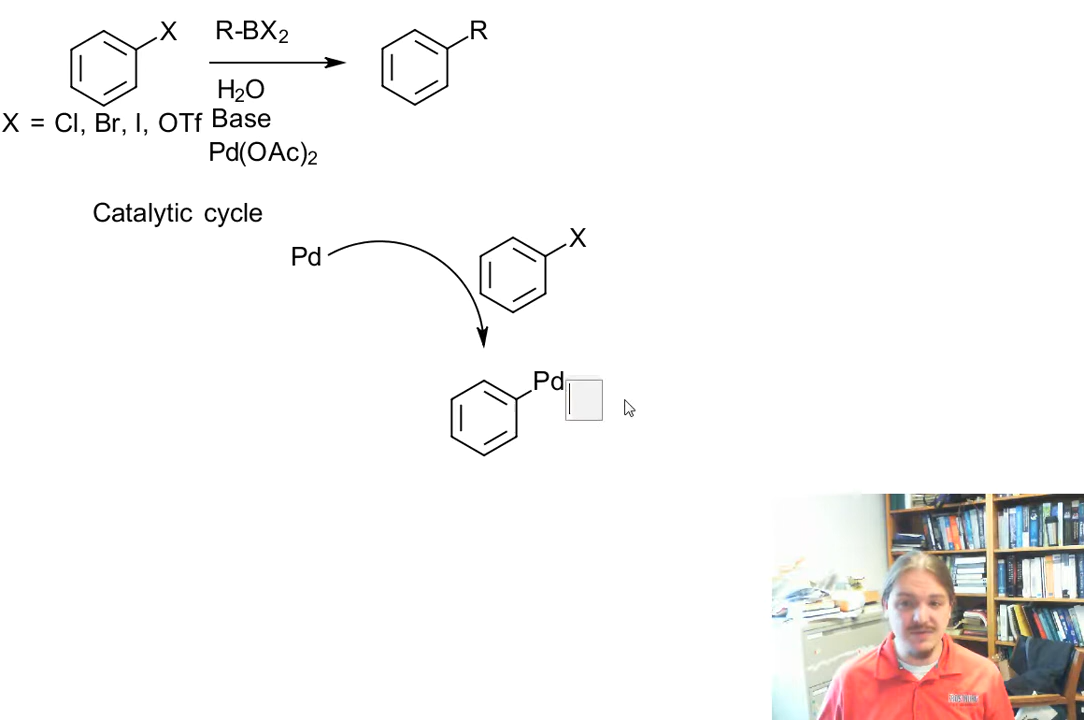 X
R-BX2
R
H2O
X = Cl, Br, I, OTf
Base
Pd(OAc)2
Catalytic cycle
Pd
X
Pd